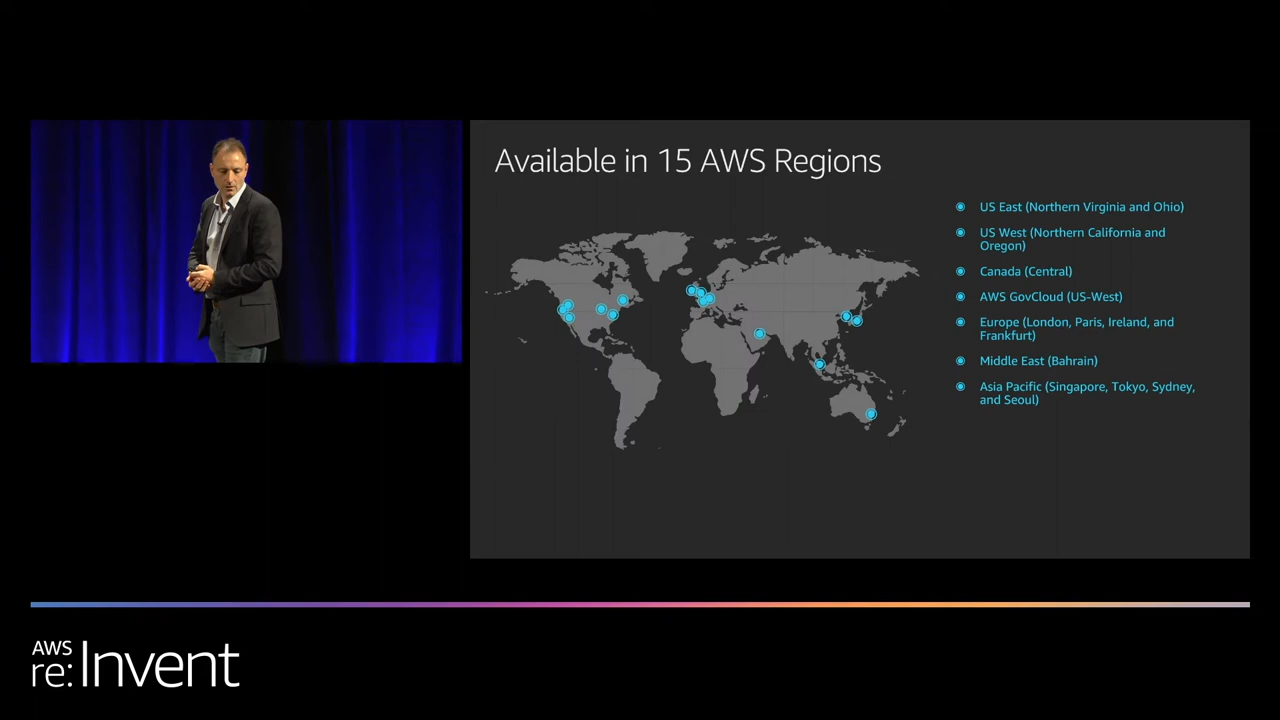 Available in 15 AWS Regions
US East (Northern Virginia and Ohio)
US West (Northern California and
Oregon)
Canada (Central)
AWS GovCloud (US-West)
Europe (London, Paris, Ireland, and
Frankfurt)
Middle East (Bahrain)
Asia Pacific (Singapore, Tokyo, Sydney,
and Seoul)
AWS
re:Invent